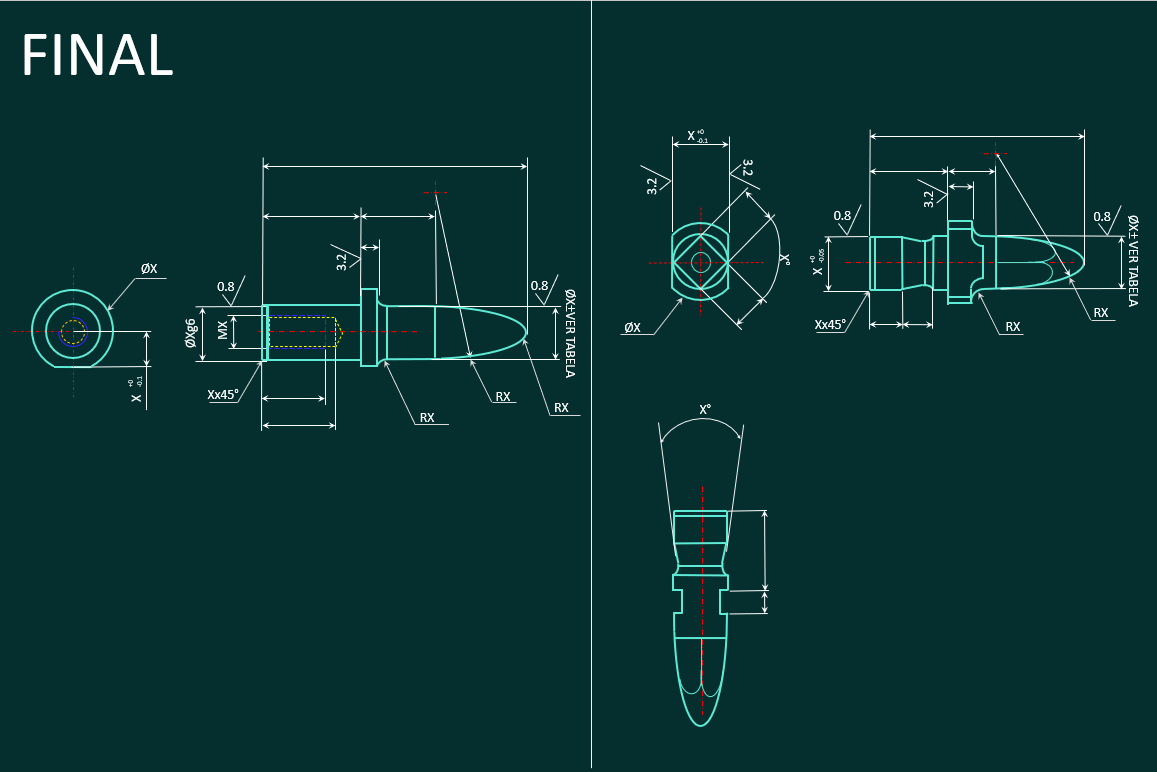 FINAL
ØX
X +0 -0.1
0.8
3.2
0.8
ØXg6
MX
ØX±VER TABELA
Xx45°
RX
RX
RX
X +0 -0.1
3.2
3.2
X°
ØX
0.8
3.2
0.8
X +0 -0.05
ØX±VER TABELA
Xx45°
RX
RX
X°